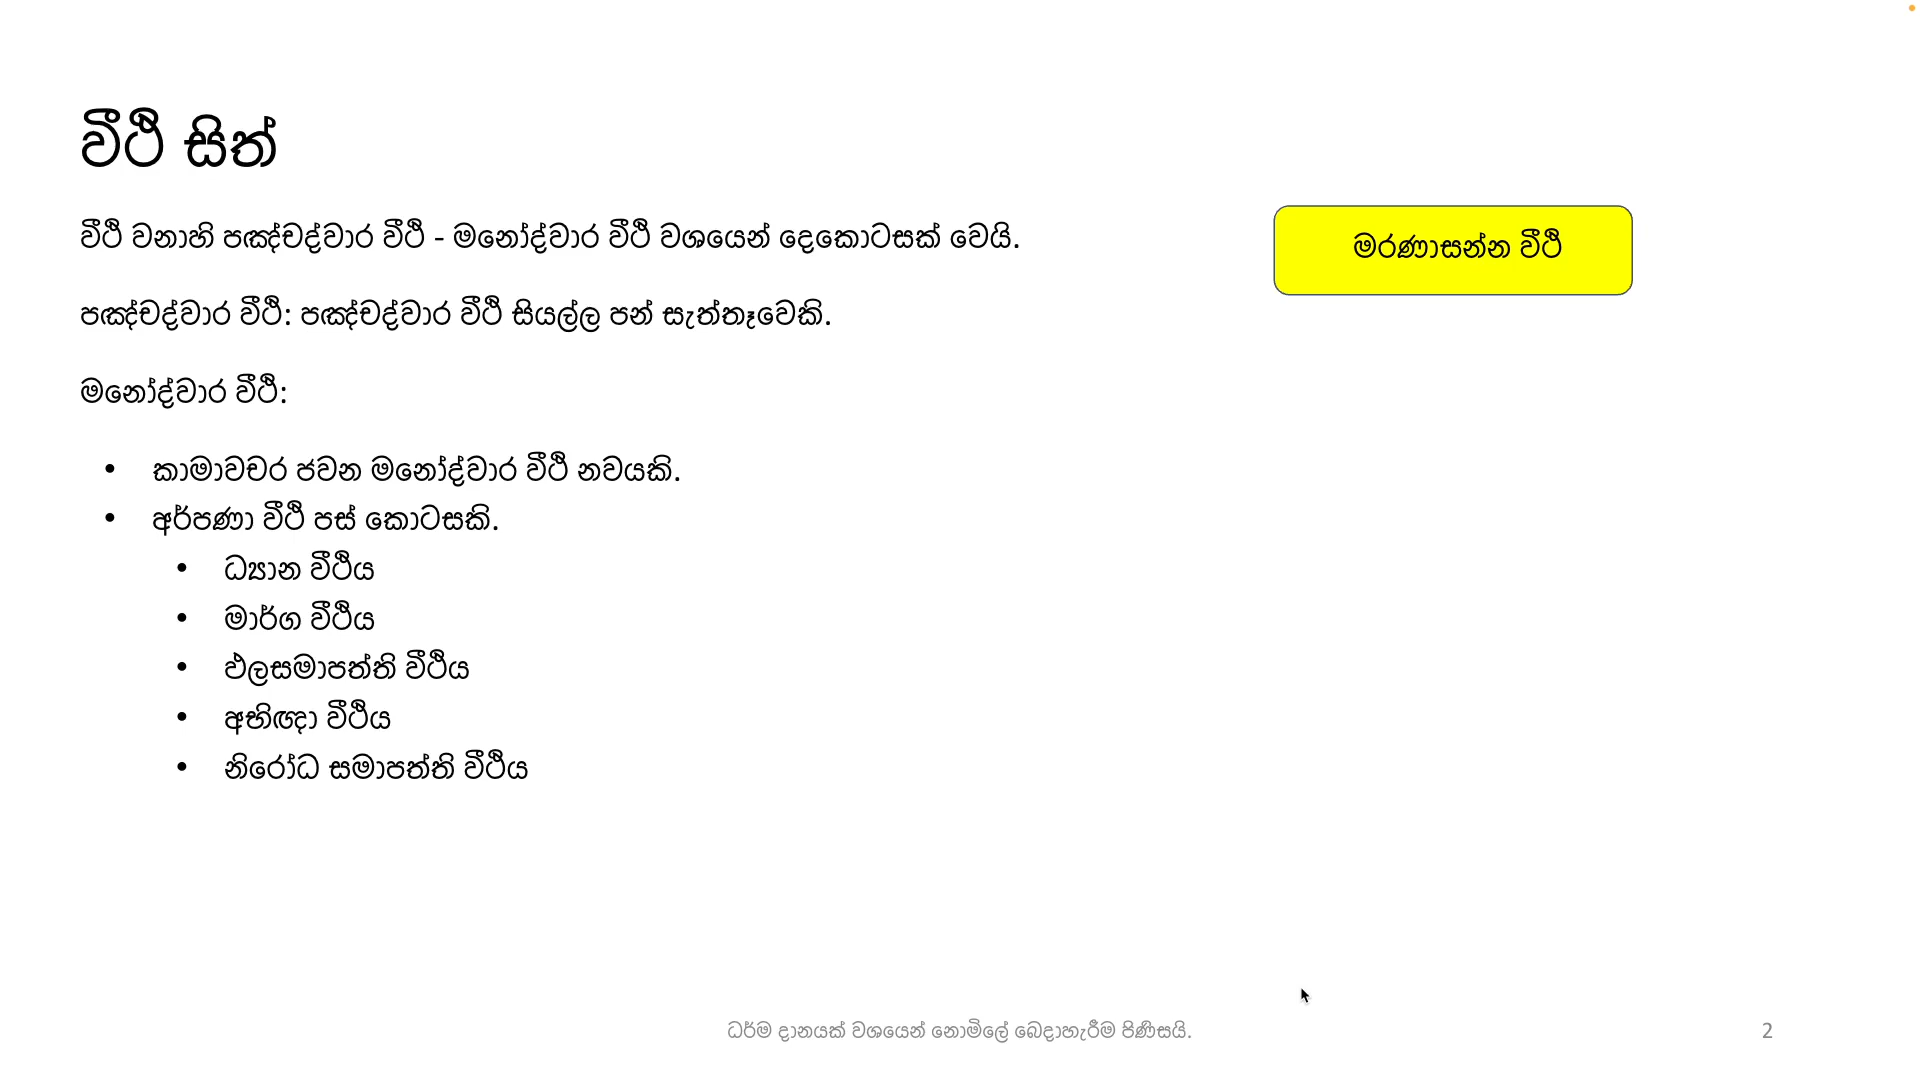 වීථි සිත්
වීථි වනාහි පඤ්චද්වාර වීථි - මනෝද්වාර වීථි වශයෙන් දෙකොටසක් වෙයි.
මරණාසන්න වීථි
පඤ්චද්වාර වීථි: පඤ්චද්වාර වීථි සියල්ල පන් සැත්තෑවෙකි.
මනෝද්වාර වීථි:
• කාමාවචර ජවන මනෝද්වාර වීථි නවයකි.
• අර්පණා වීථි පස් කොටසකි.
• ධ්‍යාන වීථිය
• මාර්ග වීථිය
• ඵලසමාපත්ති වීථිය
• අභිඥා වීථිය
• නිරෝධ සමාපත්ති වීථිය
ධර්ම දානයක් වශයෙන් නොමිලේ බෙදාහැරීම පිණිසයි.
2